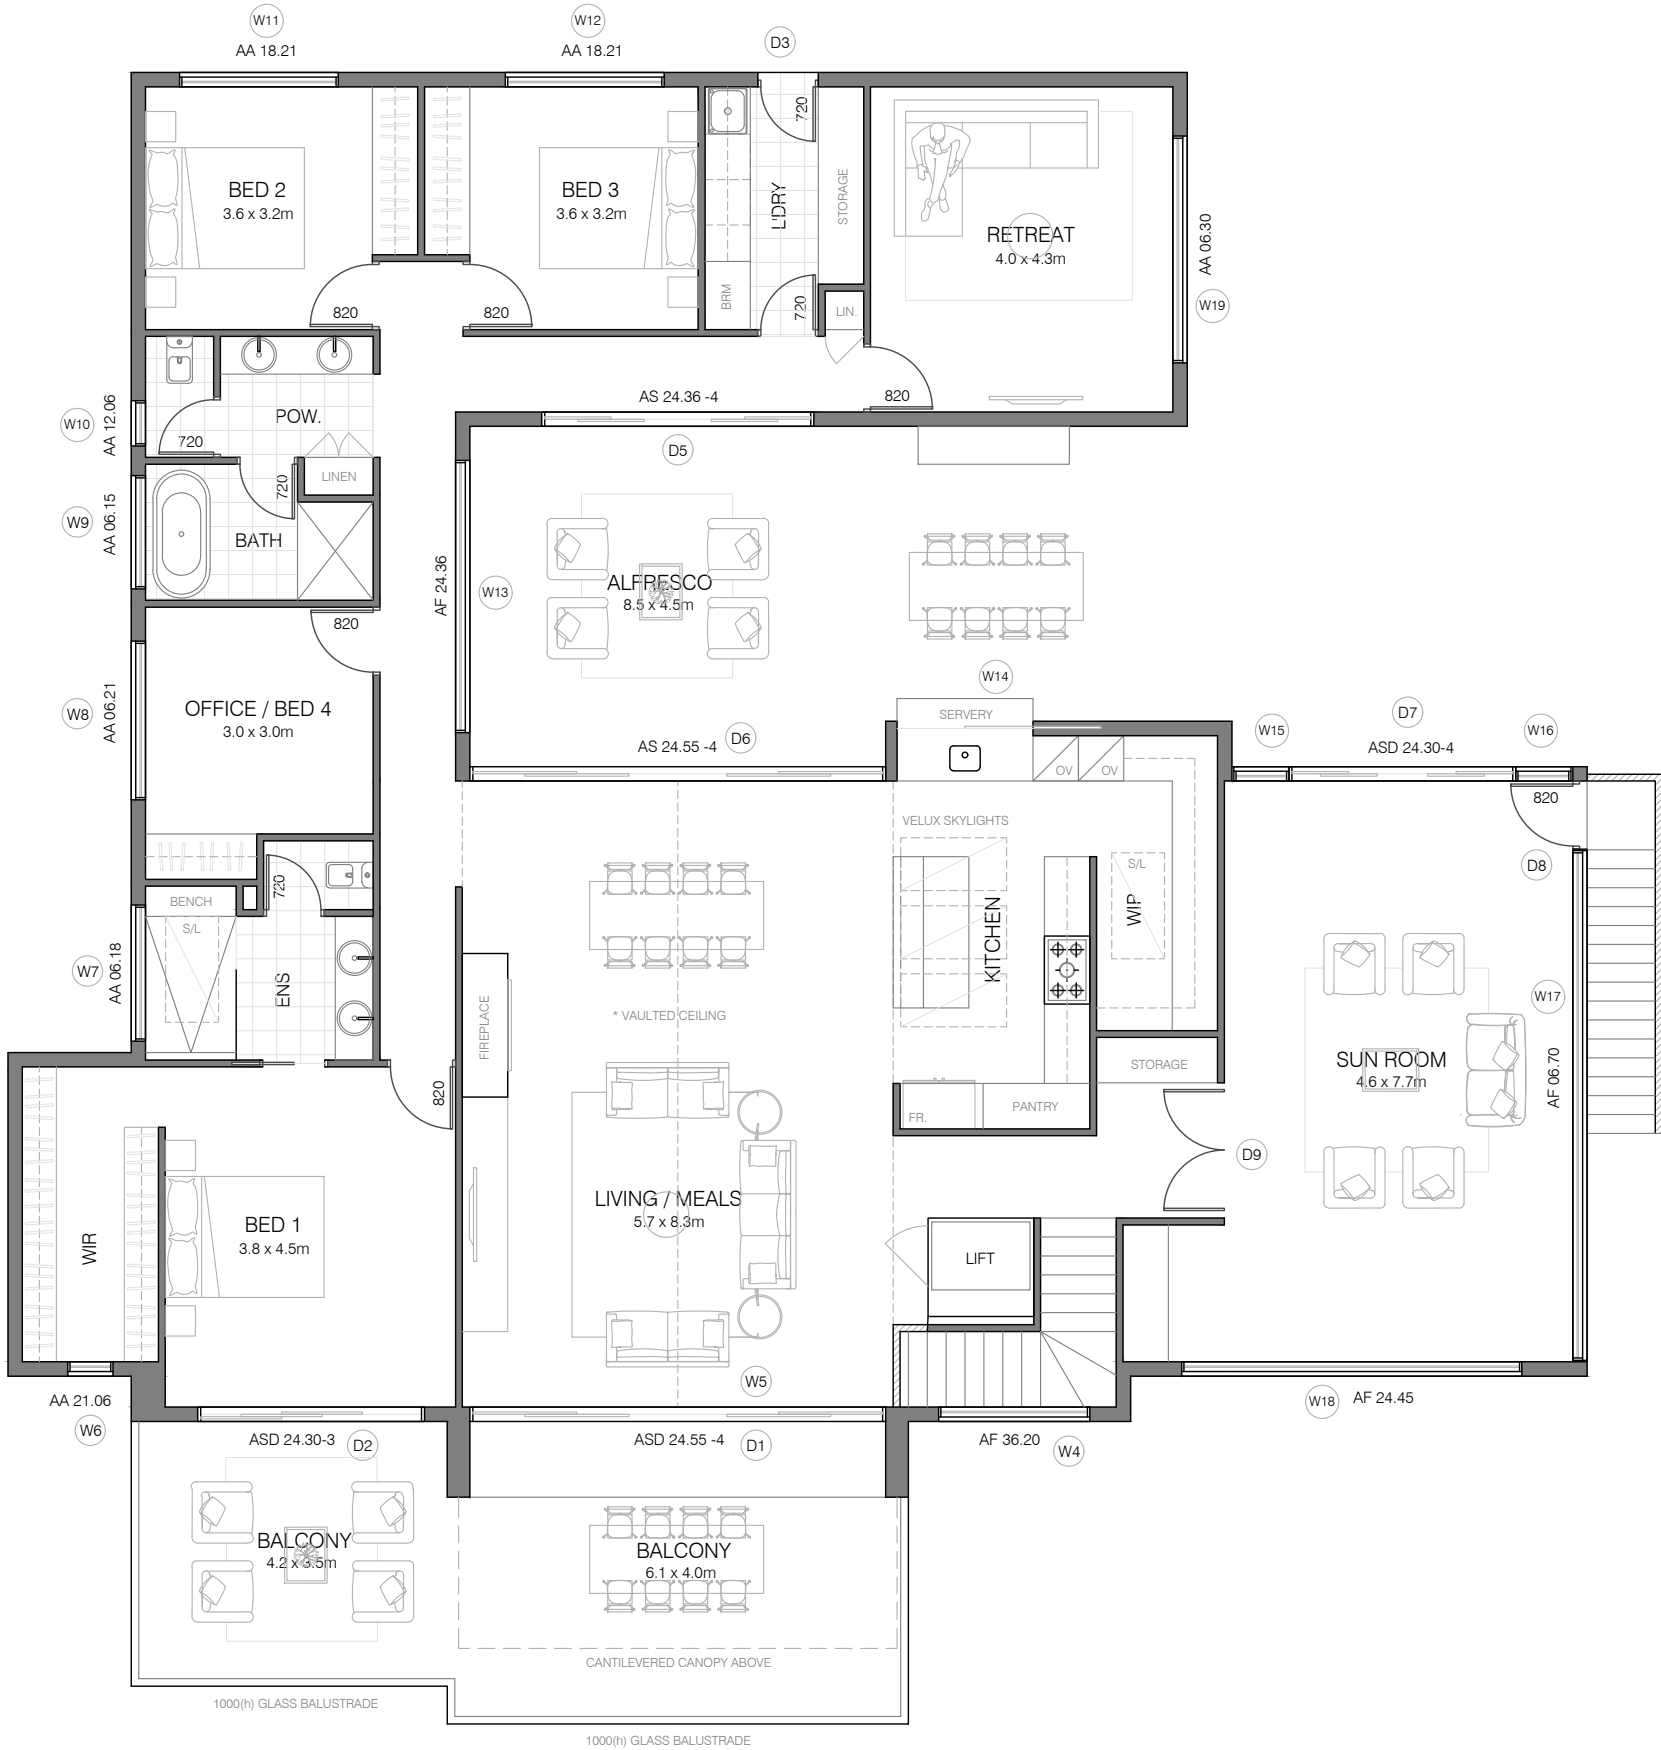 W11
AA 18.21
W12
AA 18.21
D3
720
BED 2
3.6 x 3.2m
BED 3
3.6 x 3.2m
L'DRY
STORAGE
RETREAT
4.0 x 4.3m
AA 06.30
W19
BRM
720
LIN.
820
820
820
W10
AA 12.06
POW.
720
720
LINEN
AS 24.36 -4
D5
W9
AA 06.15
BATH
AF 24.36
W13
ALFRESCO
8.5 x 4.5m
820
W14
SERVERY
W8
AA 06.21
OFFICE / BED 4
3.0 x 3.0m
AS 24.55 -4
D6
W15
D7
ASD 24.30-4
W16
OV
OV
820
VELUX SKYLIGHTS
D8
720
BENCH
S/L
S/L
WIP
KITCHEN
W7
AA 06.18
ENS
FIREPLACE
* VAULTED CEILING
W17
AF 06.70
SUN ROOM
4.6 x 7.7m
STORAGE
820
FR.
PANTRY
D9
WIR
BED 1
3.8 x 4.5m
LIVING / MEALS
5.7 x 8.3m
LIFT
W5
AA 21.06
W6
W18
AF 24.45
ASD 24.30-3
D2
ASD 24.55 -4
D1
AF 36.20
W4
BALCONY
4.2 x 3.5m
BALCONY
6.1 x 4.0m
CANTILEVERED CANOPY ABOVE
1000(h) GLASS BALUSTRADE
1000(h) GLASS BALUSTRADE